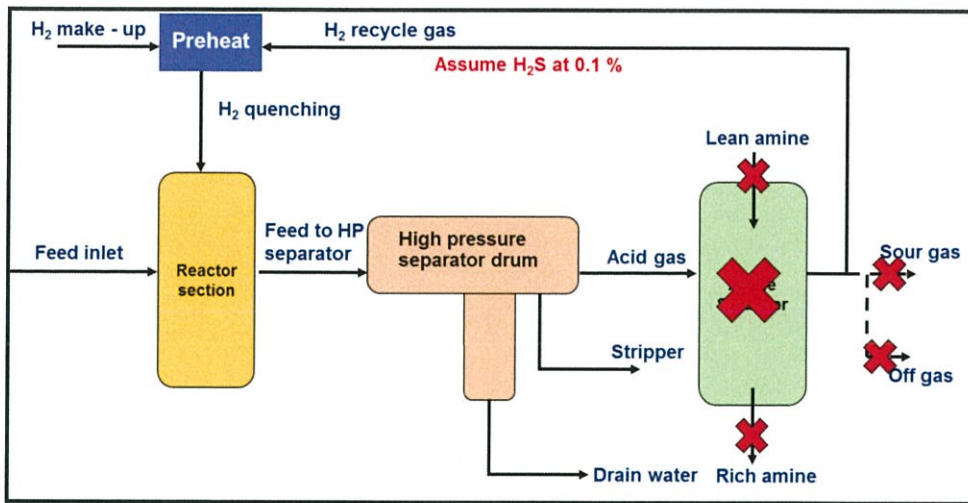 H₂ make - up
Preheat
H₂ recycle gas
Assume H₂S at 0.1 %
H₂ quenching
Lean amine
Feed inlet
Reactor
section
Feed to HP
separator
High pressure
separator drum
Acid gas
Sour gas
Stripper
Off gas
Drain water
Rich amine